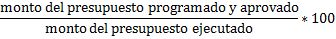 monto del presupuesto programado y aprovado
monto del presupuesto ejecutado
∗ 100